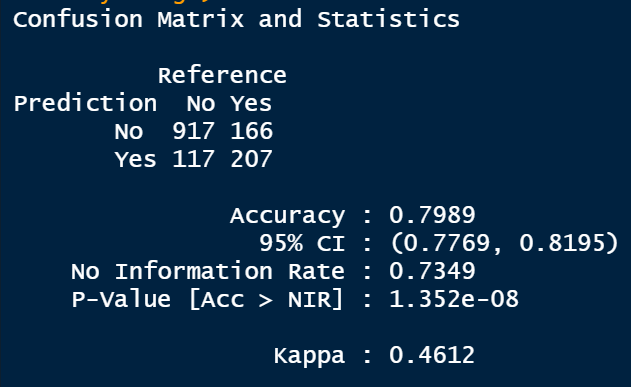 Confusion Matrix and Statistics
Reference
Prediction No Yes
No 917 166
Yes 117 207
Accuracy : 0.7989
95% CI : (0.7769, 0.8195)
No Information Rate : 0.7349
P-Value [Acc > NIR] : 1.352e-08
Kappa : 0.4612